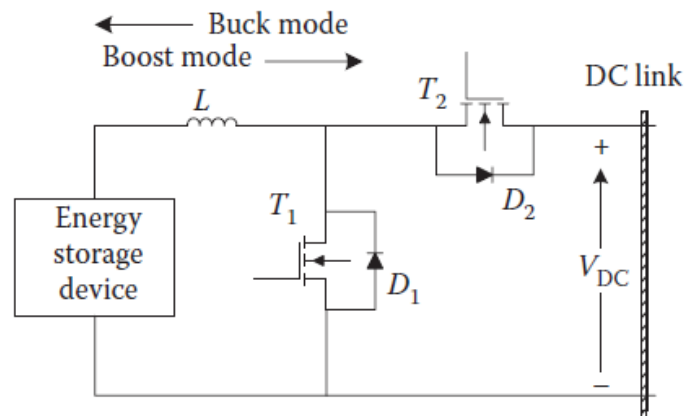 Buck mode
Boost mode
T2
DC link
L
+
D2
T1
Energy
storage
device
D1
VDC
−